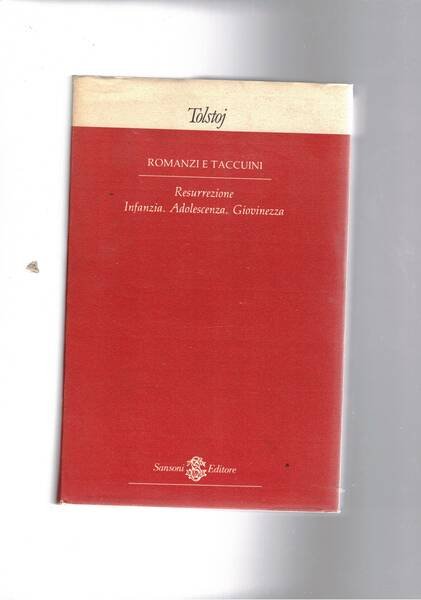 Tolstoj
ROMANZI E TACCUINI
Resurrezione
Infanzia. Adolescenza. Giovinezza
Sansoni Editore